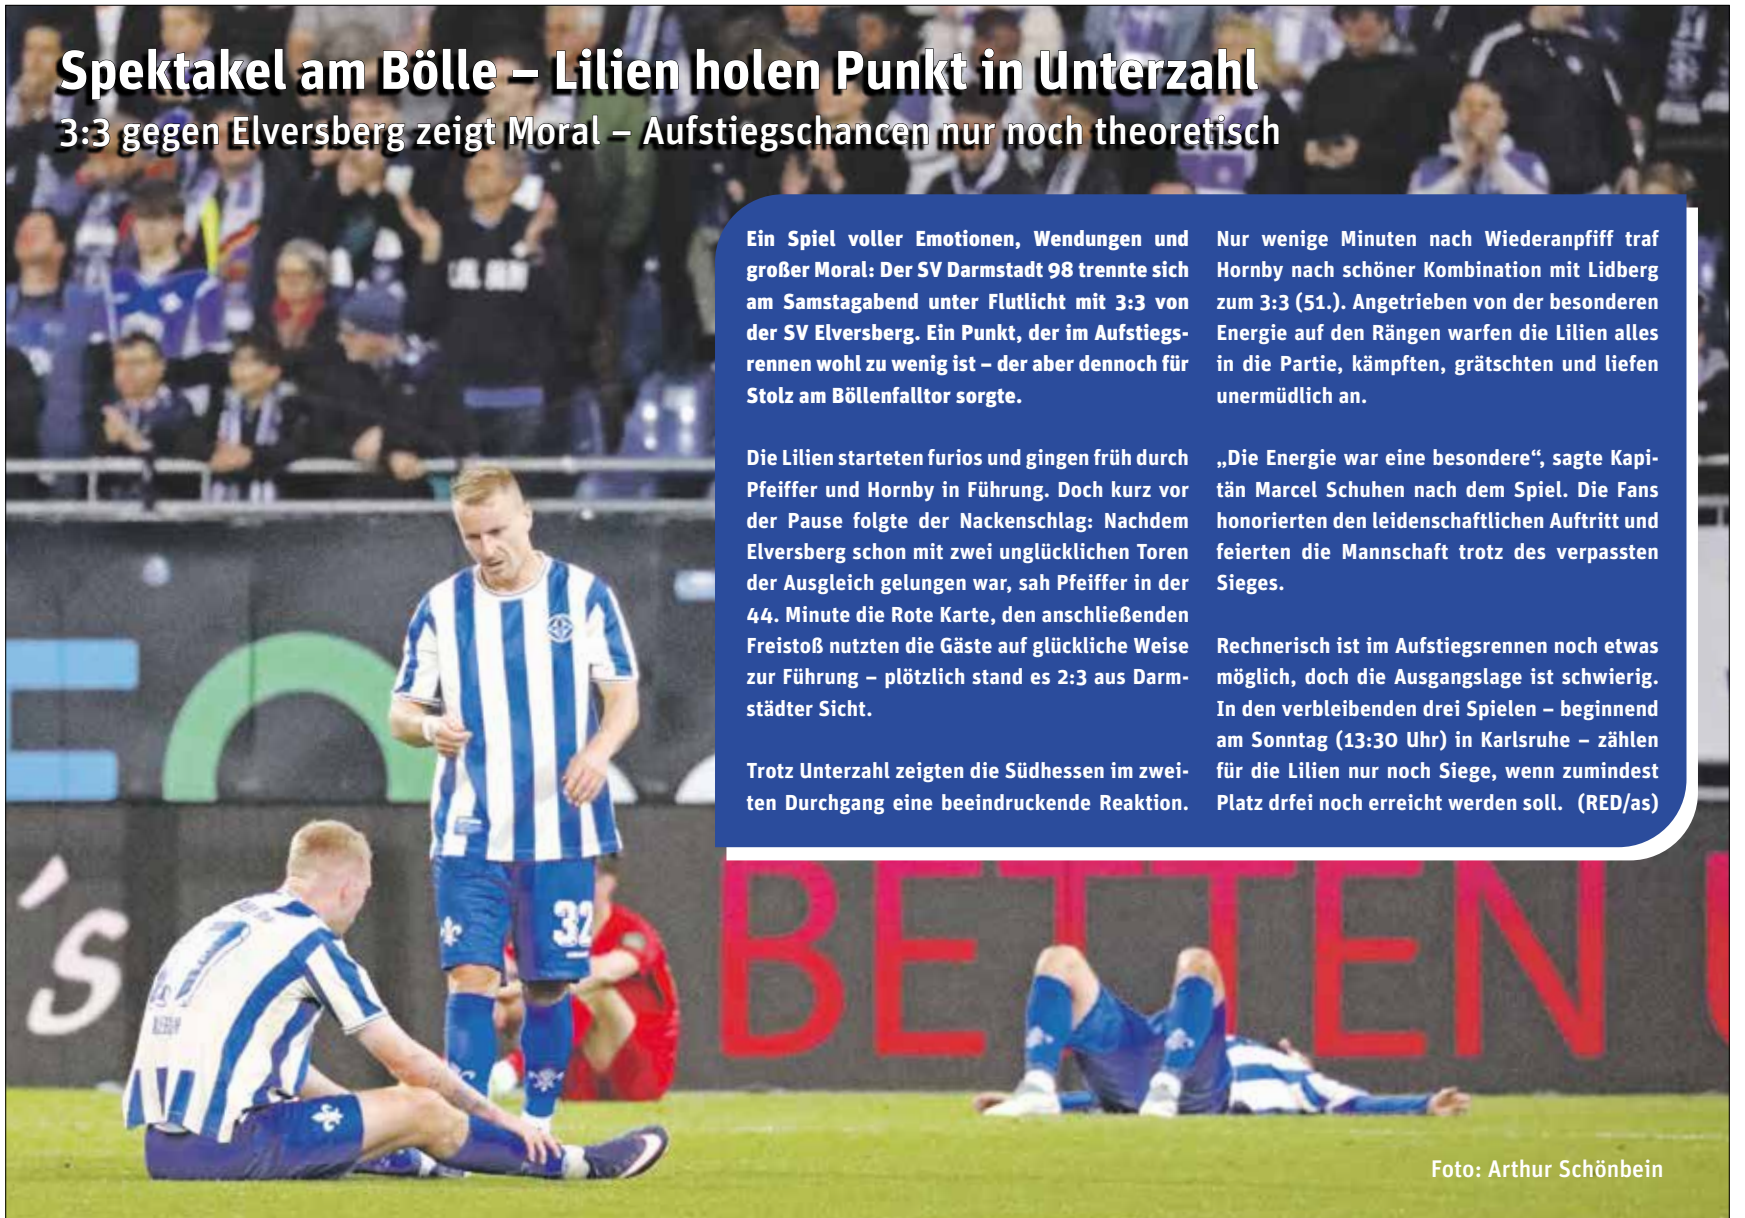 Spektakel am Bölle – Lilien holen Punkt in Unterzahl
3:3 gegen Elversberg zeigt Moral – Aufstiegschancen nur noch theoretisch
Ein Spiel voller Emotionen, Wendungen und
großer Moral: Der SV Darmstadt 98 trennte sich
am Samstagabend unter Flutlicht mit 3:3 von
der SV Elversberg. Ein Punkt, der im Aufstiegs-
rennen wohl zu wenig ist – der aber dennoch für
Stolz am Böllenfalltor sorgte.
Die Lilien starteten furios und gingen früh durch
Pfeiffer und Hornby in Führung. Doch kurz vor
der Pause folgte der Nackenschlag: Nachdem
Elversberg schon mit zwei unglücklichen Toren
der Ausgleich gelungen war, sah Pfeiffer in der
44. Minute die Rote Karte, den anschließenden
Freistoß nutzten die Gäste auf glückliche Weise
zur Führung – plötzlich stand es 2:3 aus Darm-
städter Sicht.
Trotz Unterzahl zeigten die Südhessen im zwei-
ten Durchgang eine beeindruckende Reaktion.
Nur wenige Minuten nach Wiederanpfiff traf
Hornby nach schöner Kombination mit Lidberg
zum 3:3 (51.). Angetrieben von der besonderen
Energie auf den Rängen warfen die Lilien alles
in die Partie, kämpften, grätschten und liefen
unermüdlich an.
„Die Energie war eine besondere“, sagte Kapi-
tän Marcel Schuhen nach dem Spiel. Die Fans
honorierten den leidenschaftlichen Auftritt und
feierten die Mannschaft trotz des verpassten
Sieges.
Rechnerisch ist im Aufstiegsrennen noch etwas
möglich, doch die Ausgangslage ist schwierig.
In den verbleibenden drei Spielen – beginnend
am Sonntag (13:30 Uhr) in Karlsruhe – zählen
für die Lilien nur noch Siege, wenn zumindest
Platz drfei noch erreicht werden soll. (RED/as)
32
17
's
BETTEN
Foto: Arthur Schönbein